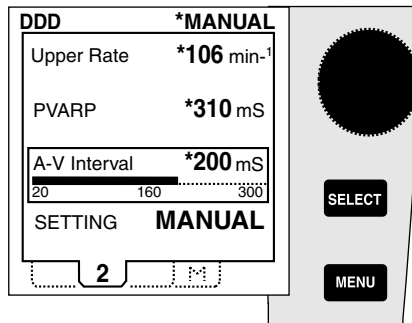 DDD *MANUAL
Upper Rate *106 min-¹
PVARP *310 mS
A-V Interval *200 mS
20 160 300
SETTING MANUAL
SELECT
2 M
MENU